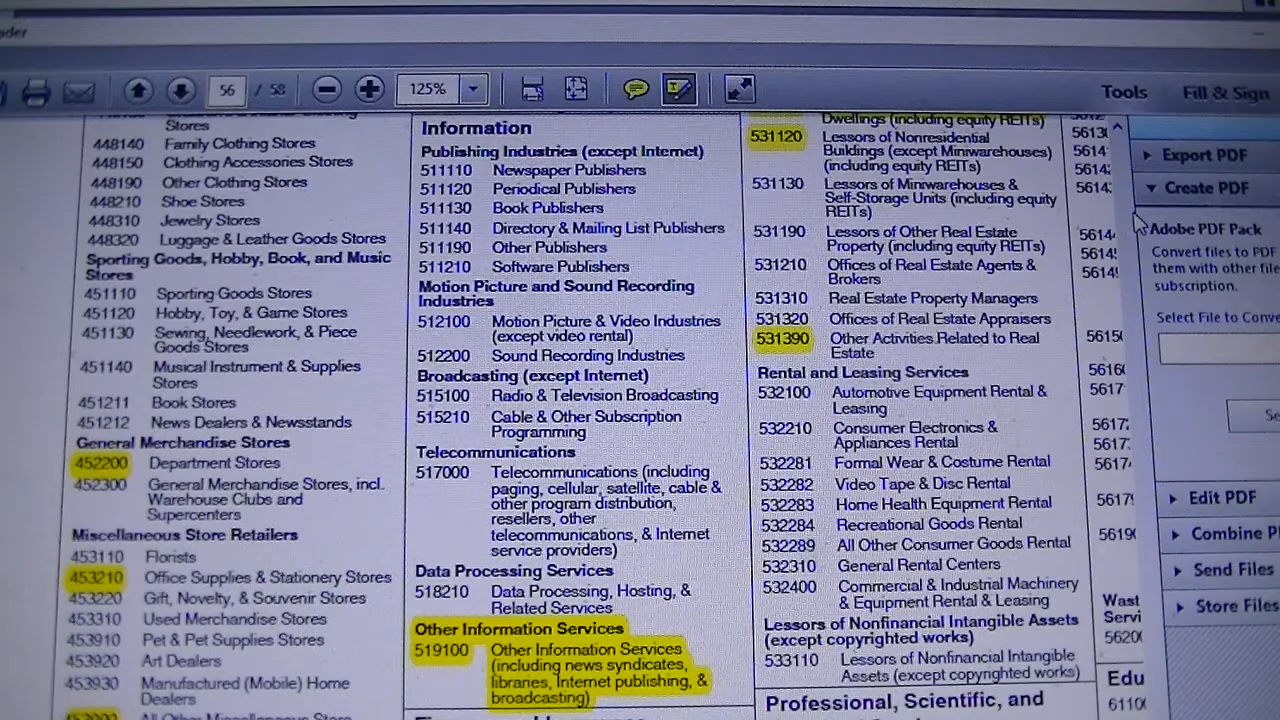 ader
56 / 58
125%
Tools
Fill & Sign
Stores
448140 Family Clothing Stores
448150 Clothing Accessories Stores
448190 Other Clothing Stores
448210 Shoe Stores
448310 Jewelry Stores
448320 Luggage & Leather Goods Stores
Sporting Goods, Hobby, Book, and Music
Stores
451110 Sporting Goods Stores
451120 Hobby, Toy, & Game Stores
451130 Sewing, Needlework, & Piece
Goods Stores
451140 Musical Instrument & Supplies
Stores
451211 Book Stores
451212 News Dealers & Newsstands
General Merchandise Stores
452200 Department Stores
452300 General Merchandise Stores, incl.
Warehouse Clubs and
Supercenters
Miscellaneous Store Retailers
453110 Florists
453210 Office Supplies & Stationery Stores
453220 Gift, Novelty, & Souvenir Stores
453310 Used Merchandise Stores
453910 Pet & Pet Supplies Stores
453920 Art Dealers
453930 Manufactured (Mobile) Home
Dealers
Information
Publishing Industries (except Internet)
511110 Newspaper Publishers
511120 Periodical Publishers
511130 Book Publishers
511140 Directory & Mailing List Publishers
511190 Other Publishers
511210 Software Publishers
Motion Picture and Sound Recording
Industries
512100 Motion Picture & Video Industries
(except video rental)
512200 Sound Recording Industries
Broadcasting (except Internet)
515100 Radio & Television Broadcasting
515210 Cable & Other Subscription
Programming
Telecommunications
517000 Telecommunications (including
paging, cellular, satellite, cable &
other program distribution,
resellers, other
telecommunications, & Internet
service providers)
Data Processing Services
518210 Data Processing, Hosting, &
Related Services
Other Information Services
519100 Other Information Services
(including news syndicates,
libraries, Internet publishing, &
broadcasting)
Dwellings (including equity REITs)
531120 Lessors of Nonresidential
Buildings (except Miniwarehouses)
(including equity REITs)
531130 Lessors of Miniwarehouses &
Self-Storage Units (including equity
REITs)
531190 Lessors of Other Real Estate
Property (including equity REITs)
531210 Offices of Real Estate Agents &
Brokers
531310 Real Estate Property Managers
531320 Offices of Real Estate Appraisers
531390 Other Activities Related to Real
Estate
Rental and Leasing Services
532100 Automotive Equipment Rental &
Leasing
532210 Consumer Electronics &
Appliances Rental
532281 Formal Wear & Costume Rental
532282 Video Tape & Disc Rental
532283 Home Health Equipment Rental
532284 Recreational Goods Rental
532289 All Other Consumer Goods Rental
532310 General Rental Centers
532400 Commercial & Industrial Machinery
& Equipment Rental & Leasing
Lessors of Nonfinancial Intangible Assets
(except copyrighted works)
533110 Lessors of Nonfinancial Intangible
Assets (except copyrighted works)
Professional, Scientific, and
Wast
Servi
Edu
Export PDF
Create PDF
Adobe PDF Pack
Convert files to PDF
them with other file
subscription.
Select File to Conve
Edit PDF
Combine P
Send Files
Store Files